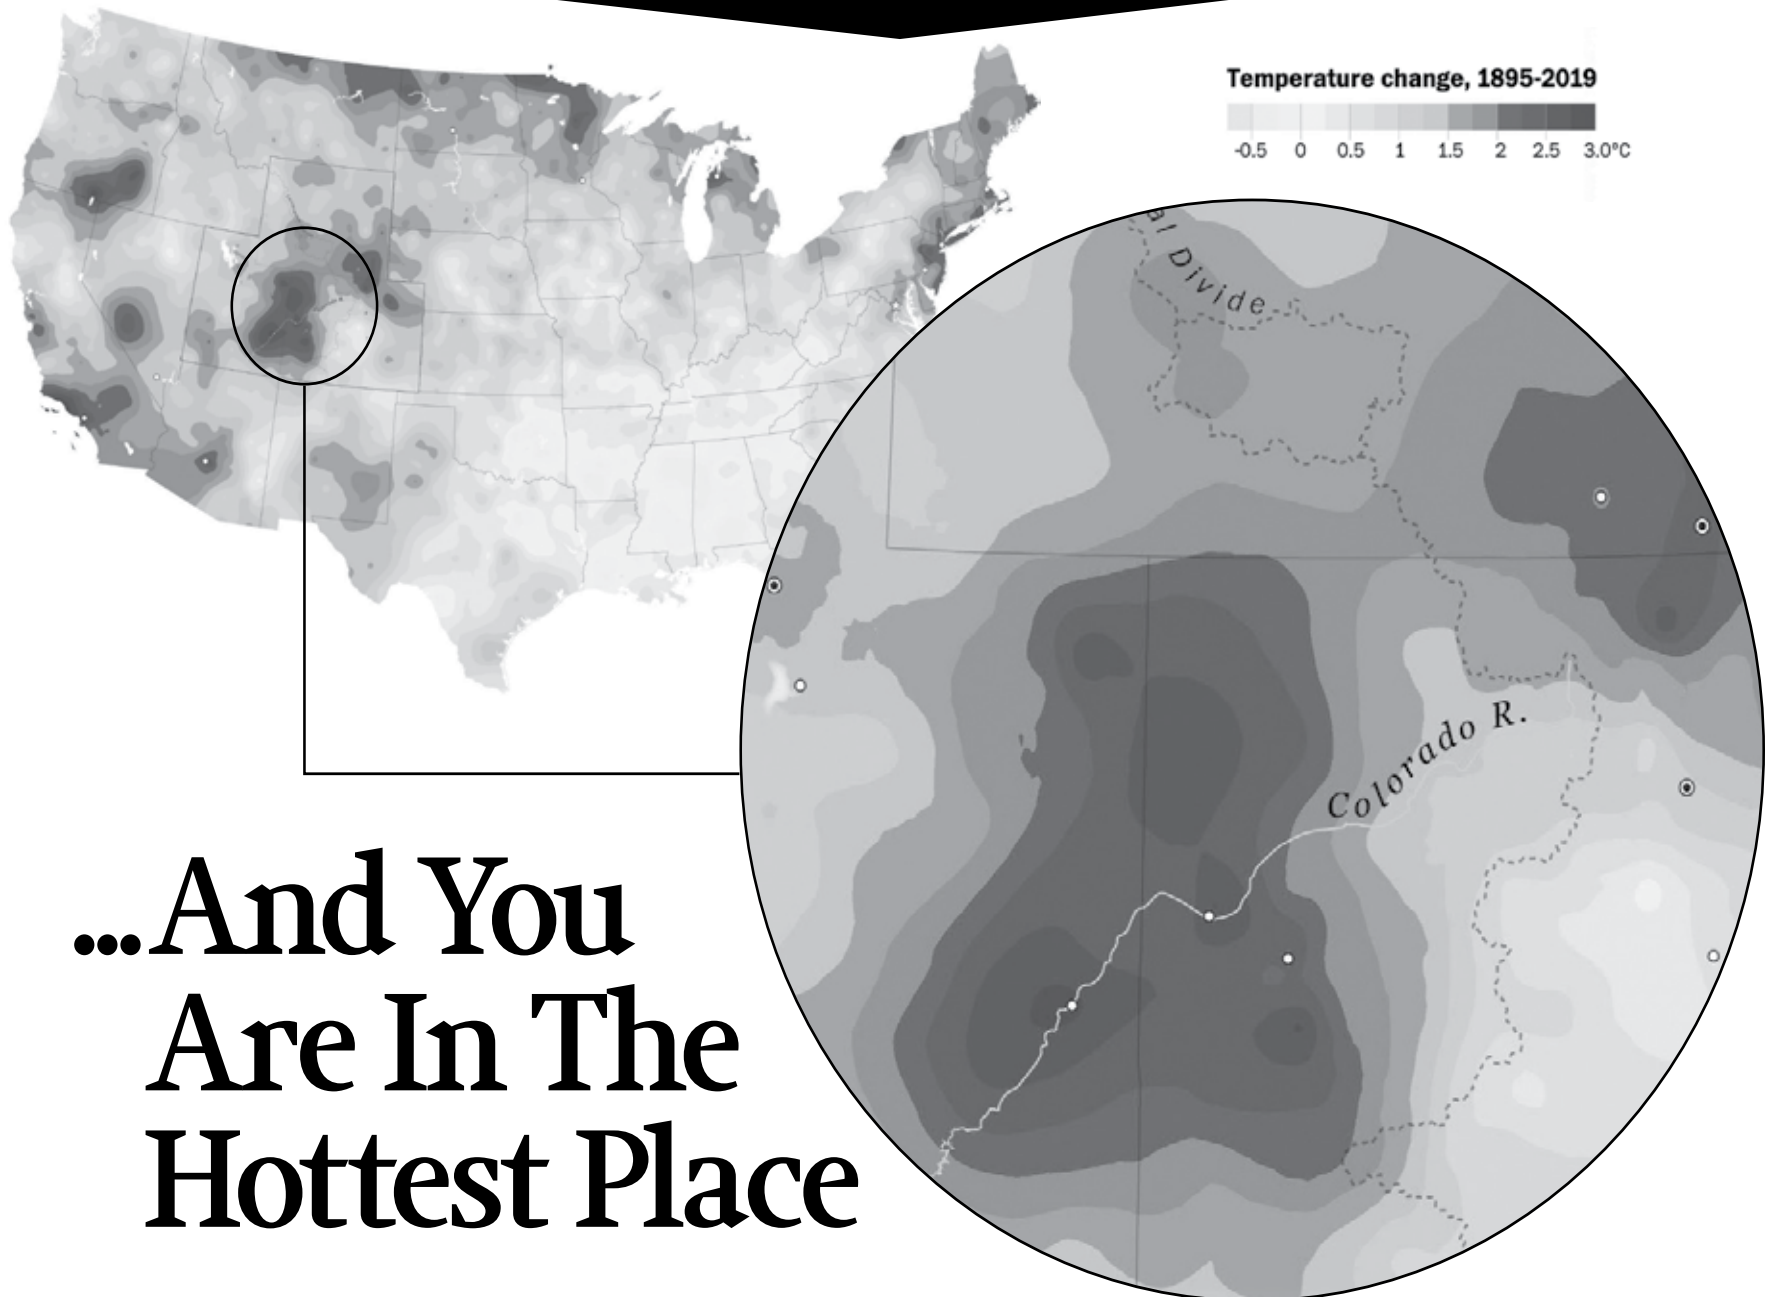 Temperature change, 1895-2019
-0.5 0 0.5 1 1.5 2 2.5 3.0°C
al Divide
Colorado R.
...And You
Are In The
Hottest Place